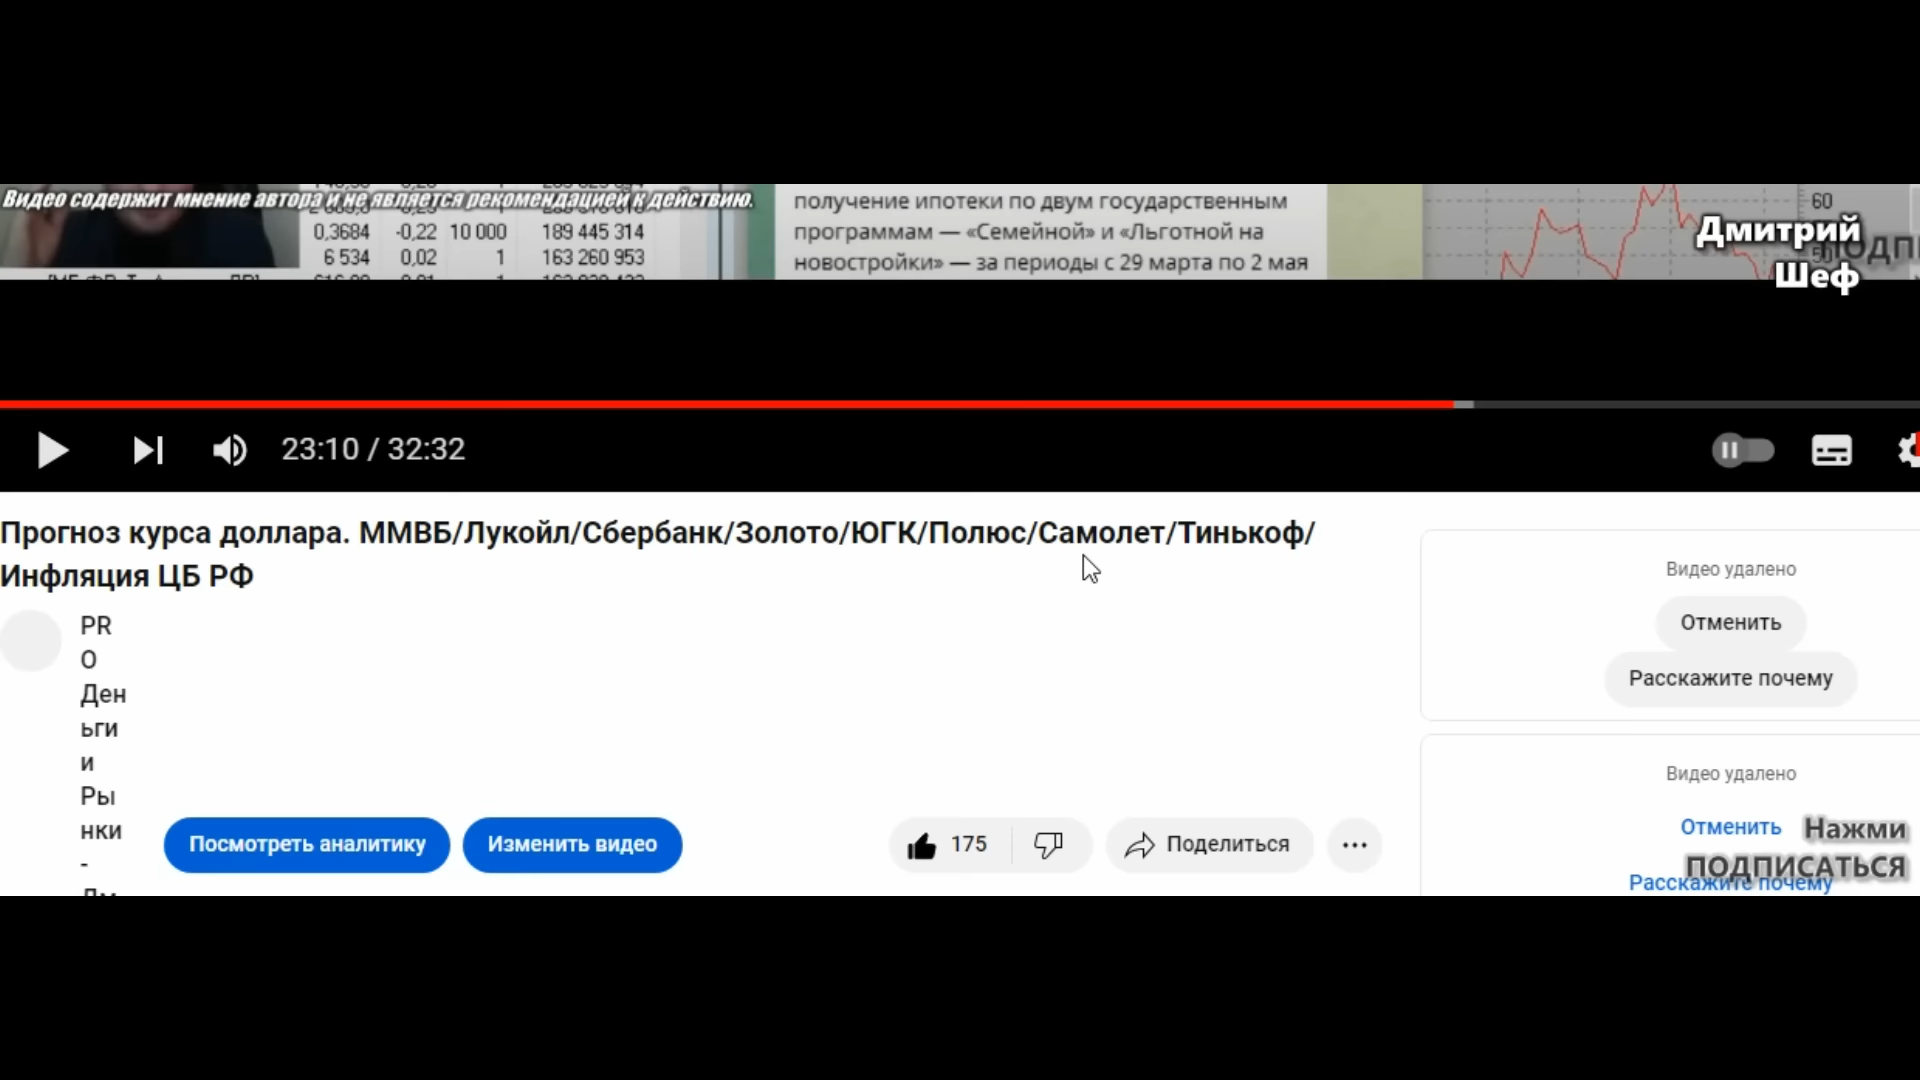 Видео содержит мнение автора и не является рекомендацией к действию.
0,3684 -0,22 10 000 189 445 314
6 534 0,02 1 163 260 953
получение ипотеки по двум государственным
программам — «Семейной» и «Льготной на
новостройки» — за периоды с 29 марта по 2 мая
60
Дмитрий
Шеф
23:10 / 32:32
Прогноз курса доллара. ММВБ/Лукойл/Сбербанк/Золото/ЮГК/Полюс/Самолет/Тинькоф/
Инфляция ЦБ РФ
PR
O
Ден
ьги
и
Ры
нки
-
Посмотреть аналитику
Изменить видео
175
Поделиться
Видео удалено
Отменить
Расскажите почему
Видео удалено
Отменить
Расскажите почему
Нажми
ПОДПИСАТЬСЯ